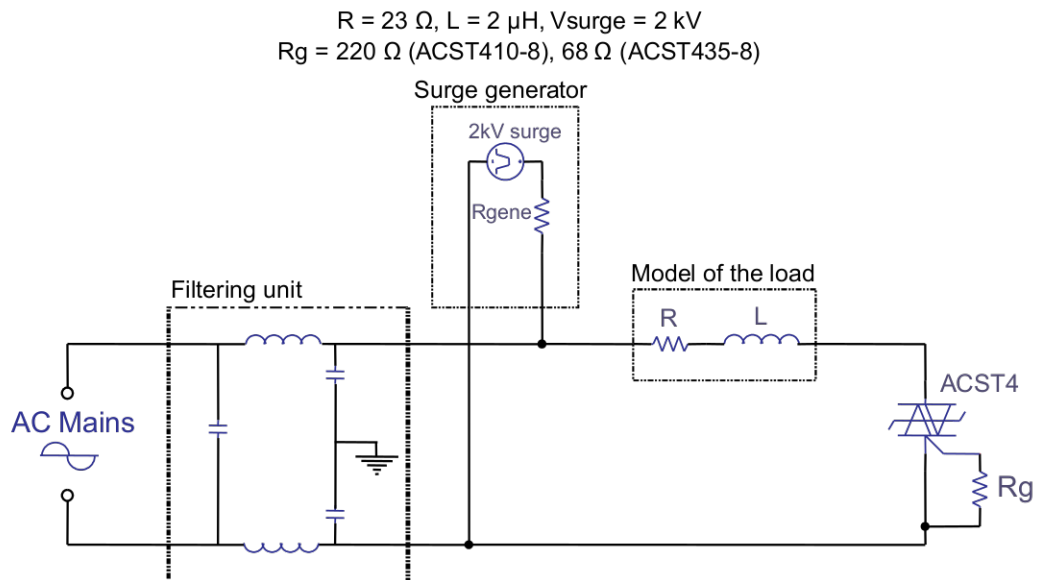 R = 23 Ω, L = 2 μH, Vsurge = 2 kV
Rg = 220 Ω (ACST410-8), 68 Ω (ACST435-8)
Surge generator
2kV surge
Rgene
Filtering unit
Model of the load
R
L
ACST4
AC Mains
Rg